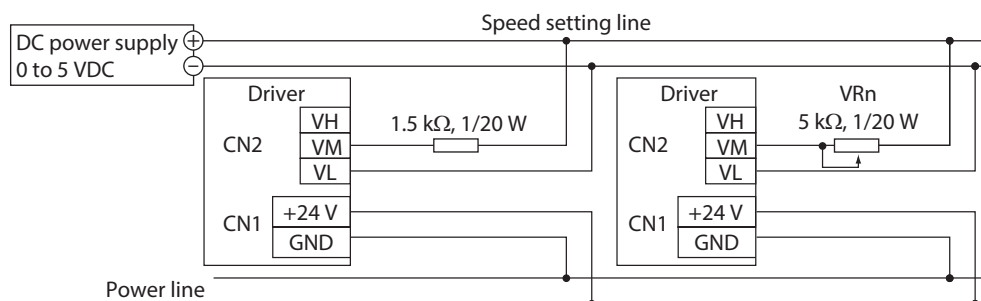 Speed setting line
DC power supply +
0 to 5 VDC −
Driver
CN2
VH
VM
VL
1.5 kΩ, 1/20 W
CN1
+24 V
GND
Driver
CN2
VH
VM
VL
VRn
5 kΩ, 1/20 W
CN1
+24 V
GND
Power line